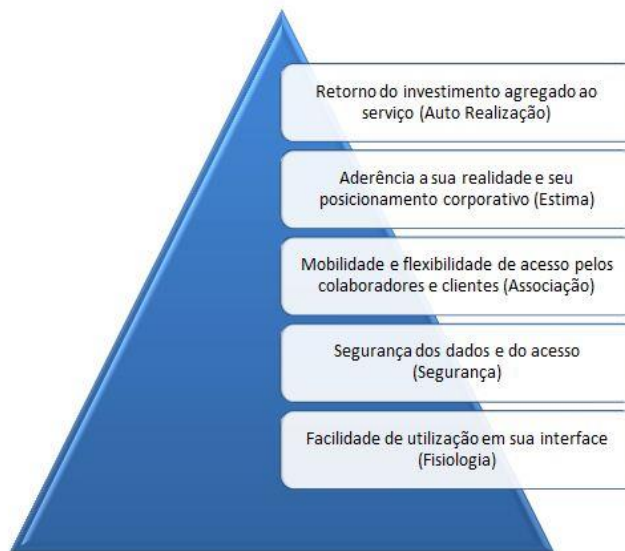 Retorno do investimento agregado ao
serviço (Auto Realização)
Aderência a sua realidade e seu
posicionamento corporativo (Estima)
Mobilidade e flexibilidade de acesso pelos
colaboradores e clientes (Associação)
Segurança dos dados e do acesso
(Segurança)
Facilidade de utilização em sua interface
(Fisiologia)